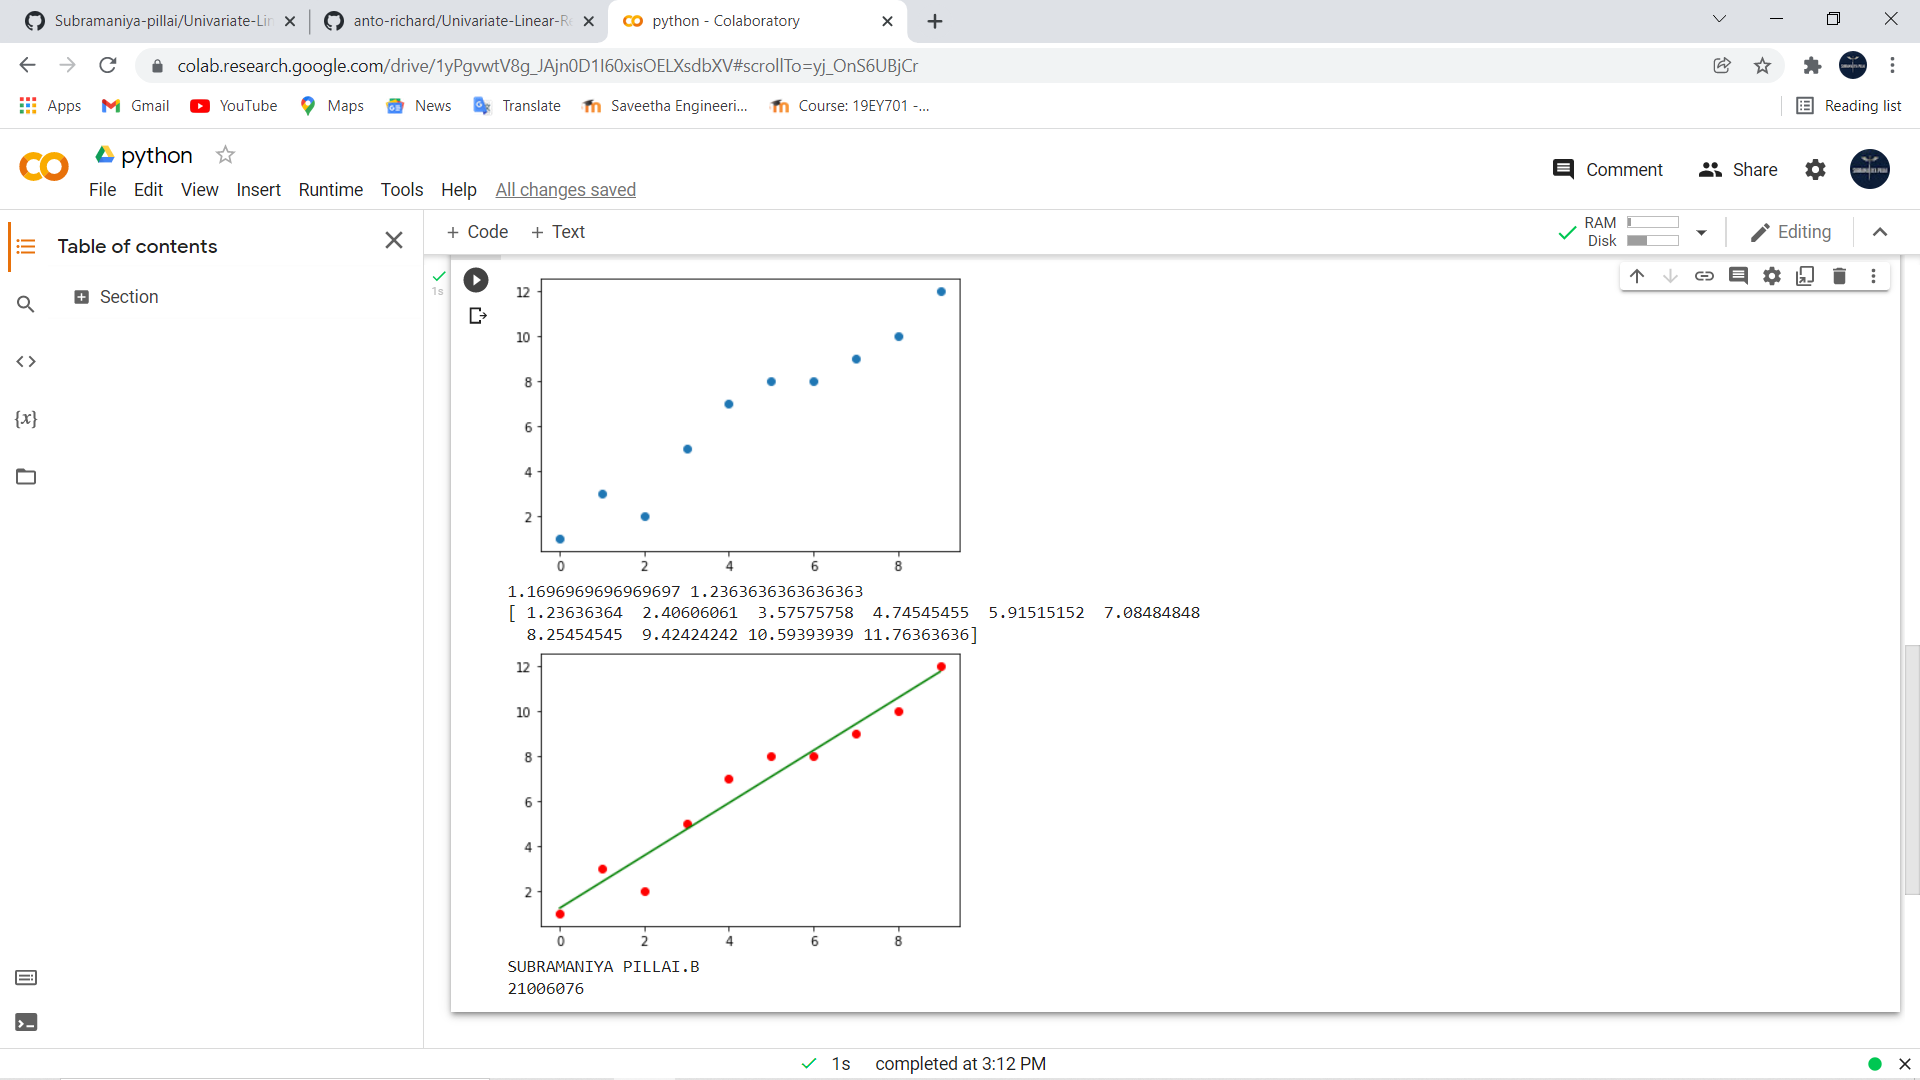 Subramaniya-pillai/Univariate-Lin
anto-richard/Univariate-Linear-Re
python - Colaboratory
colab.research.google.com/drive/1yPgvwtV8g_JAjn0D1I60xisOELXsdbXV#scrollTo=yj_OnS6UBjCr
Apps Gmail YouTube Maps News Translate Saveetha Engineeri... Course: 19EY701 -... Reading list
python
Comment Share
File Edit View Insert Runtime Tools Help All changes saved
Table of contents
+ Code + Text
RAM
Disk
Editing
Section
{x}
1s
12
10
8
6
4
2
0 2 4 6 8
1.1696969696969697 1.2363636363636363
[ 1.23636364 2.40606061 3.57575758 4.74545455 5.91515152 7.08484848
8.25454545 9.42424242 10.59393939 11.76363636]
12
10
8
6
4
2
0 2 4 6 8
SUBRAMANIYA PILLAI.B
21006076
1s completed at 3:12 PM